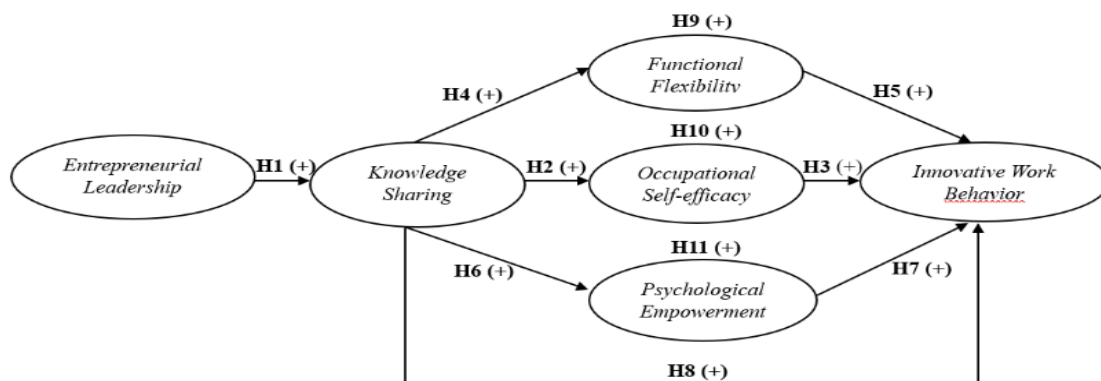 H9 (+)
Functional
Flexibility
H4 (+)
H5 (+)
H10 (+)
Entrepreneurial
Leadership
H1 (+)
Knowledge
Sharing
H2 (+)
Occupational
Self-efficacy
H3 (+)
Innovative Work
Behavior
H11 (+)
H6 (+)
H7 (+)
Psychological
Empowerment
H8 (+)